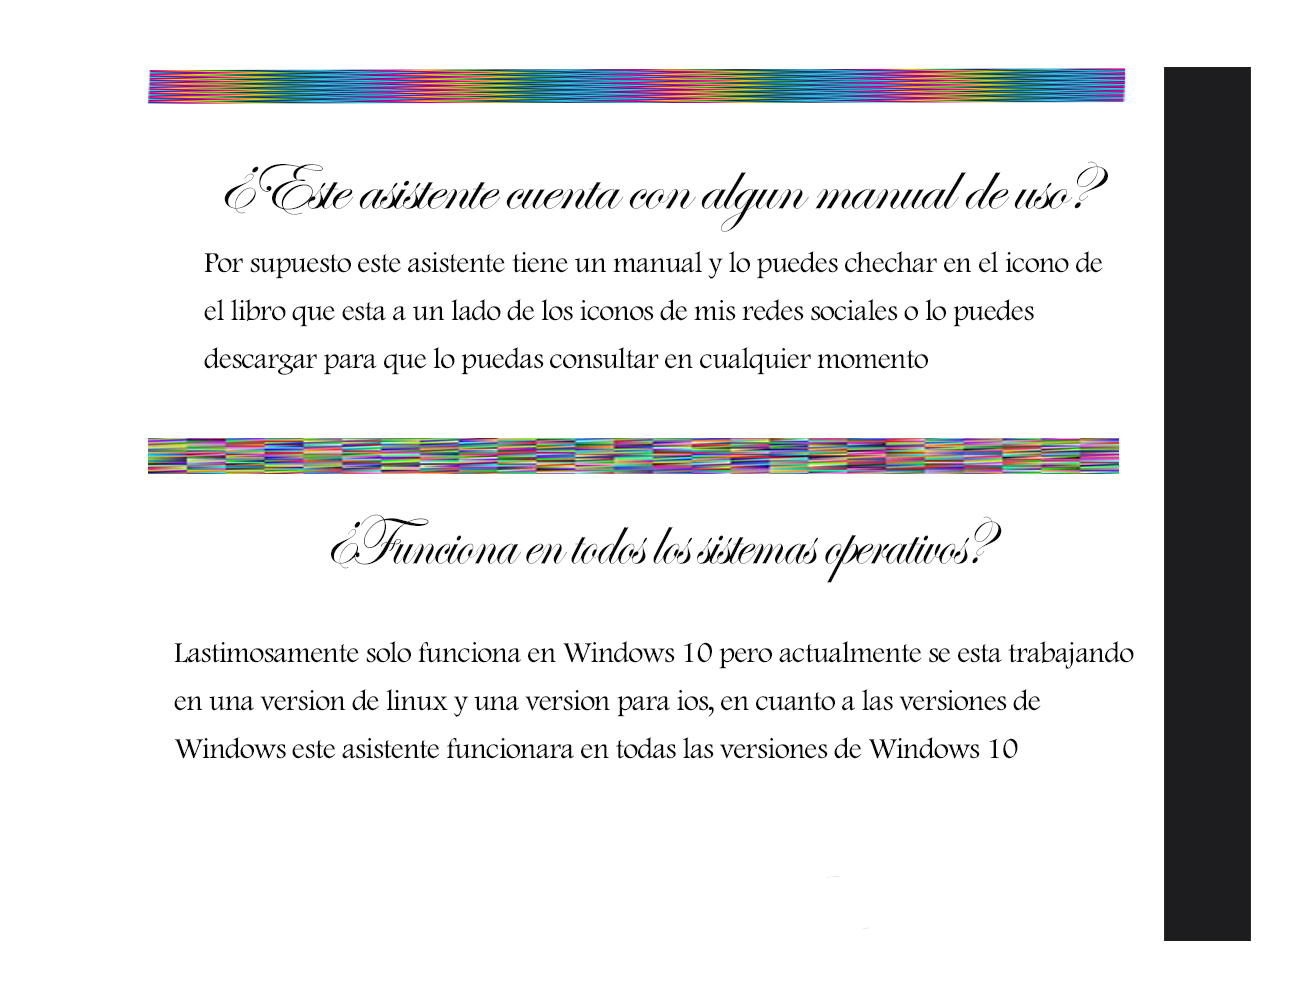 ¿Este asistente cuenta con algun manual de uso?
Por supuesto este asistente tiene un manual y lo puedes chechar en el icono de
el libro que esta a un lado de los iconos de mis redes sociales o lo puedes
descargar para que lo puedas consultar en cualquier momento
¿Funciona en todos los sistemas operativos?
Lastimosamente solo funciona en Windows 10 pero actualmente se esta trabajando
en una version de linux y una version para ios, en cuanto a las versiones de
Windows este asistente funcionara en todas las versiones de Windows 10